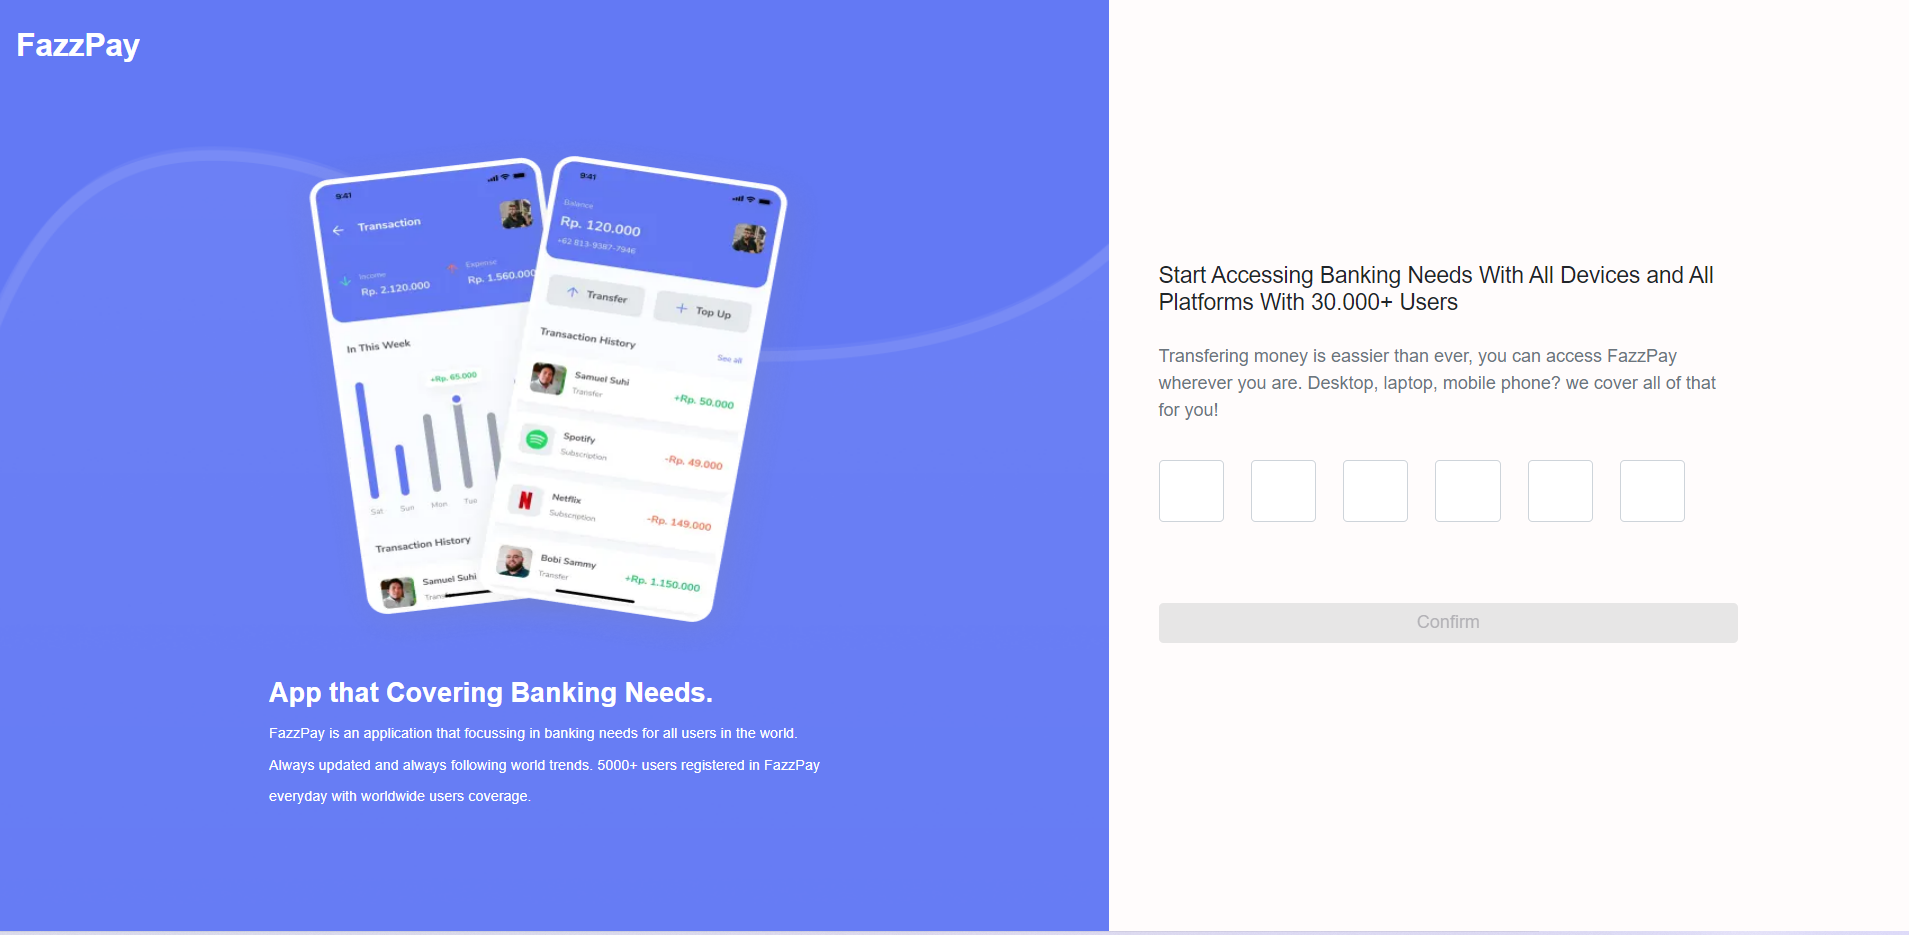 FazzPay
9:41
Transaction
Income
Rp. 2.120.000
Expense
Rp. 1.560.000
In This Week
+Rp. 65.000
Sat
Sun
Mon
Tue
Transaction History
Samuel Suhi
9:41
Balance
Rp. 120.000
+62 813-9387-7946
Transfer
Top Up
Transaction History
See all
Samuel Suhi
Transfer
+Rp. 50.000
Spotify
Subscription
-Rp. 49.000
Netflix
Subscription
-Rp. 149.000
Bobi Sammy
Transfer
+Rp. 1.150.000
App that Covering Banking Needs.
FazzPay is an application that focussing in banking needs for all users in the world.
Always updated and always following world trends. 5000+ users registered in FazzPay
everyday with worldwide users coverage.
Start Accessing Banking Needs With All Devices and All
Platforms With 30.000+ Users
Transfering money is eassier than ever, you can access FazzPay
wherever you are. Desktop, laptop, mobile phone? we cover all of that
for you!
Confirm